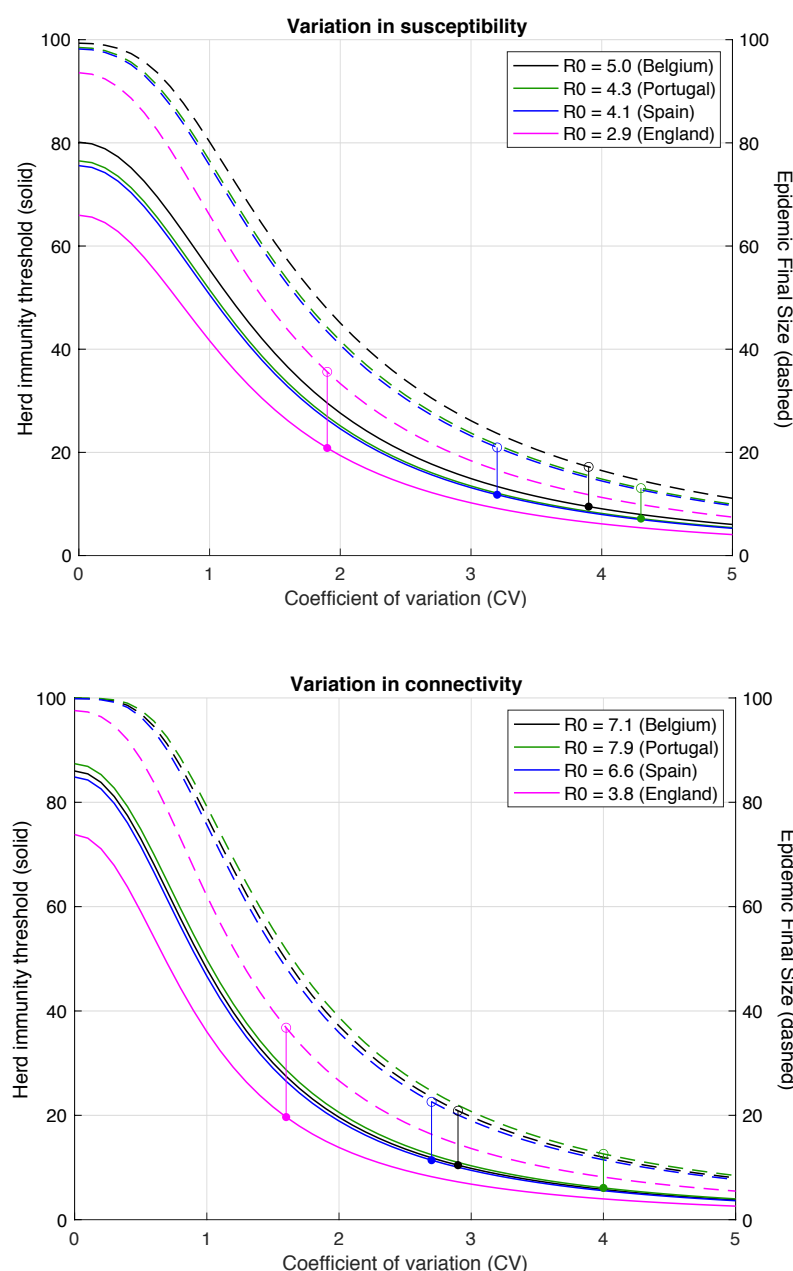 Variation in susceptibility
100
80
60
40
20
0
Herd immunity threshold (solid)
R0 = 5.0 (Belgium)
R0 = 4.3 (Portugal)
R0 = 4.1 (Spain)
R0 = 2.9 (England)
100
80
60
40
20
0
Epidemic Final Size (dashed)
0 1 2 3 4 5
Coefficient of variation (CV)
Variation in connectivity
100
80
60
40
20
0
Herd immunity threshold (solid)
R0 = 7.1 (Belgium)
R0 = 7.9 (Portugal)
R0 = 6.6 (Spain)
R0 = 3.8 (England)
100
80
60
40
20
0
Epidemic Final Size (dashed)
0 1 2 3 4 5
Coefficient of variation (CV)